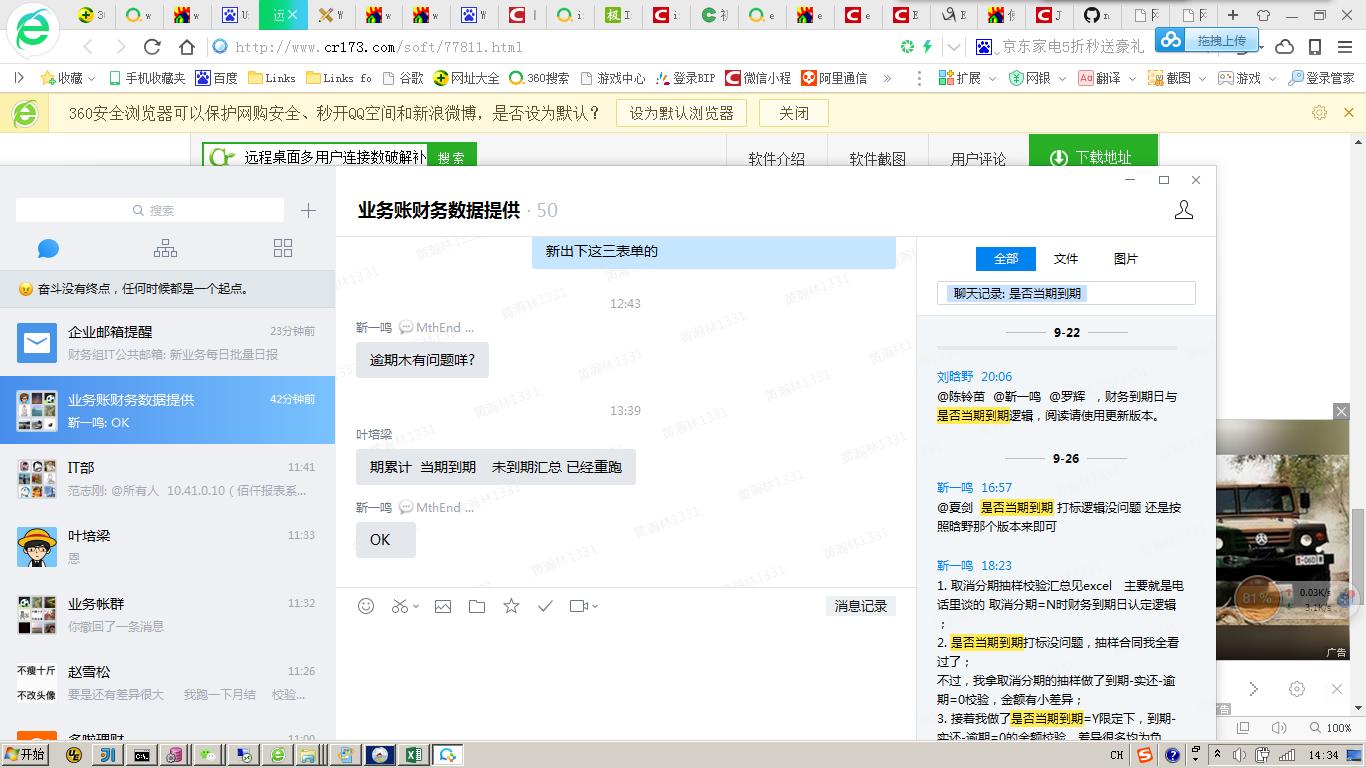 http://www.cr173.com/soft/77811.html
京东家电5折秒送豪礼
拖拽上传
收藏
手机收藏夹
百度
Links
Links fo
谷歌
网址大全
360搜索
游戏中心
登录BIP
微信小程
阿里通信
扩展
网银
翻译
截图
游戏
登录管家
360安全浏览器可以保护网购安全、秒开QQ空间和新浪微博，是否设为默认？
设为默认浏览器
关闭
远程桌面多用户连接数破解补
搜索
软件介绍
软件截图
用户评论
下载地址
搜索
奋斗没有终点，任何时候都是一个起点。
企业邮箱提醒
23分钟前
财务组IT公共邮箱: 新业务每日批量日报
业务账财务数据提供
42分钟前
靳一鸣: OK
IT部
11:41
范志刚: @所有人 10.41.0.10（佰仟报表系...
叶培梁
11:33
恩
业务帐群
11:32
你撤回了一条消息
赵雪松
11:26
要是还有差异很大 我跑一下月结 校验...
不瘦十斤
不改头像
11:00
业务账财务数据提供 · 50
新出下这三表单的
12:43
靳一鸣 MthEnd ...
逾期木有问题咩?
13:39
叶培梁
期累计 当期到期 未到期汇总 已经重跑
靳一鸣 MthEnd ...
OK
黄瀚林1331
消息记录
全部
文件
图片
聊天记录: 是否当期到期
9-22
刘晗野 20:06
@陈铃苗 @靳一鸣 @罗辉 ，财务到期日与
是否当期到期逻辑，阅读请使用更新版本。
9-26
靳一鸣 16:57
@夏剑 是否当期到期 打标逻辑没问题 还是按
照晗野那个版本来即可
靳一鸣 18:23
1. 取消分期抽样校验汇总见excel 主要就是电
话里谈的 取消分期=N时财务到期日认定逻辑
；
2. 是否当期到期打标没问题，抽样合同我全看
过了；
不过，我拿取消分期的抽样做了到期-实还-逾
期=0校验，金额有小差异；
3. 接着我做了是否当期到期=Y限定下，到期-
实还-逾期=0的金额校验，差异很多均为负
81%
0.03K/s
3.1K/s
广告
100%
开始
CH
14:34